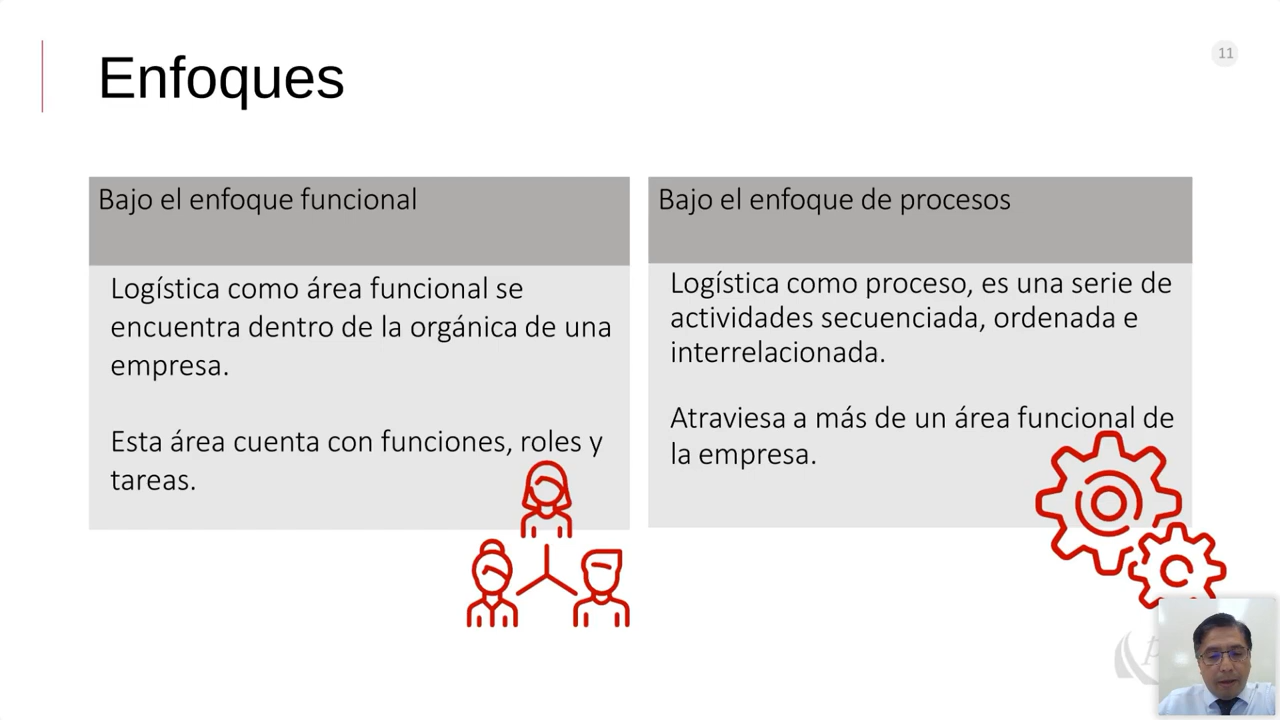 Enfoques
11
Bajo el enfoque funcional
Logística como área funcional se
encuentra dentro de la orgánica de una
empresa.
Esta área cuenta con funciones, roles y
tareas.
Bajo el enfoque de procesos
Logística como proceso, es una serie de
actividades secuenciada, ordenada e
interrelacionada.
Atraviesa a más de un área funcional de
la empresa.